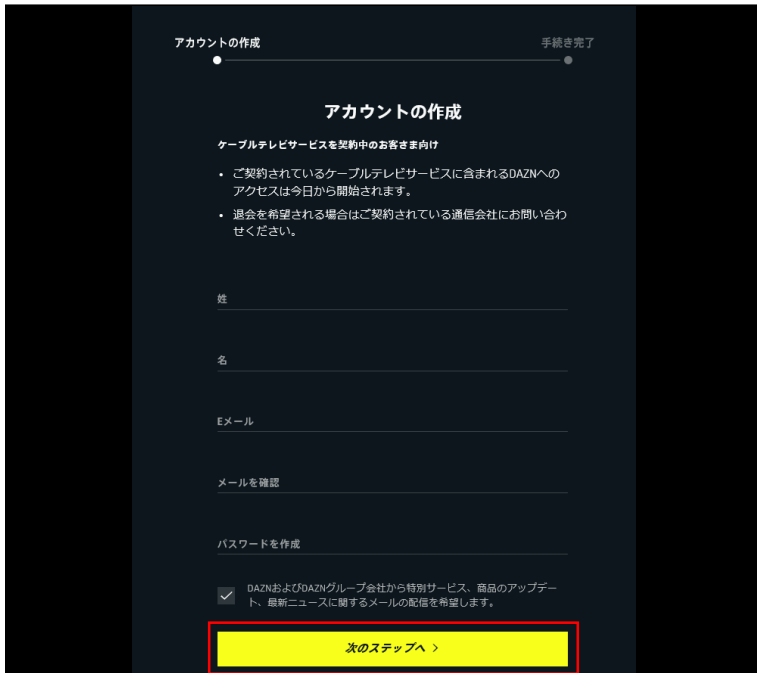 アカウントの作成
手続き完了
アカウントの作成
ケーブルテレビサービスを契約中のお客さま向け
• ご契約されているケーブルテレビサービスに含まれるDAZNへの
アクセスは今日から開始されます。
• 退会を希望される場合はご契約されている通信会社にお問い合わ
せください。
姓
名
Eメール
メールを確認
パスワードを作成
DAZNおよびDAZNグループ会社から特別サービス、商品のアップデー
ト、最新ニュースに関するメールの配信を希望します。
次のステップへ >